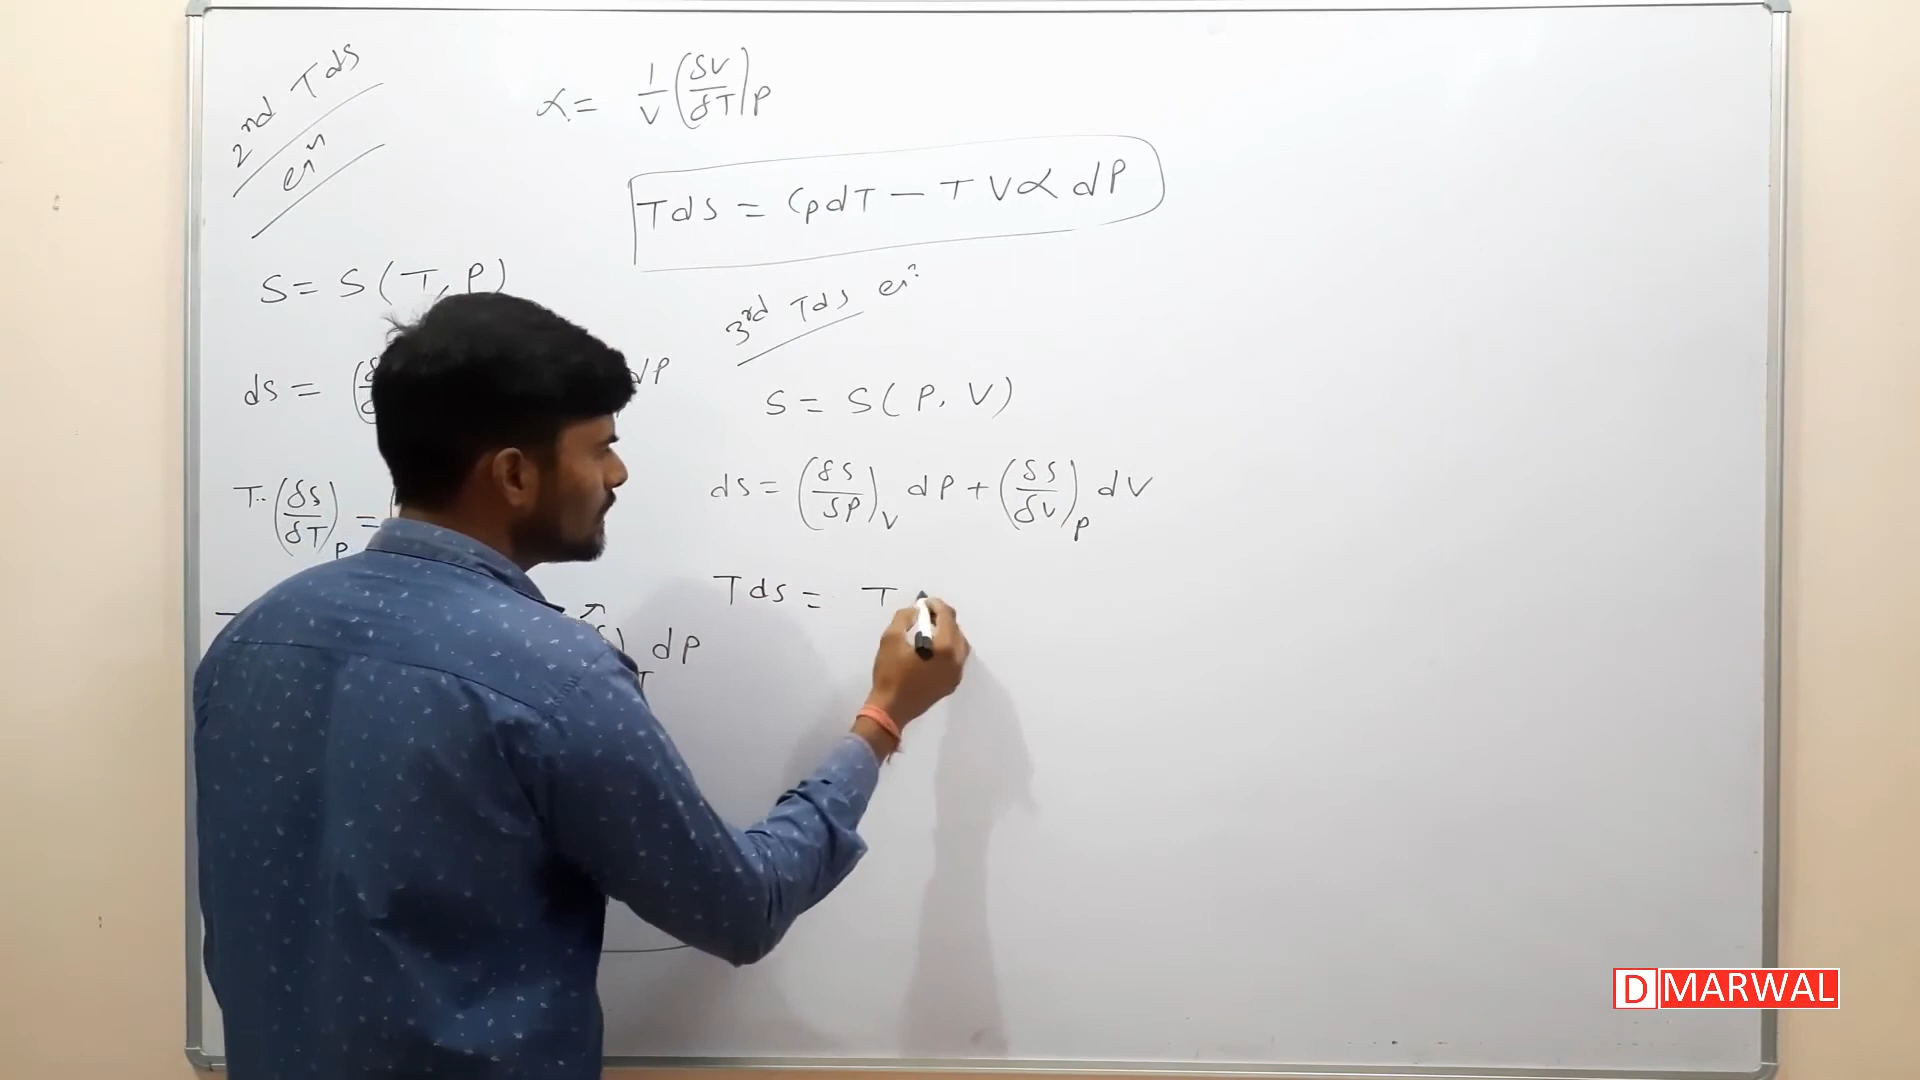 2nd Tds
eqn
α = 1/V (δV/δT)P
Tds = CpdT - TVα dP
S = S(T, P)
ds = dP
T (δS/δT)P =
dP
3rd Tds eqn
S = S(P, V)
ds = (δS/δP)V dP + (δS/δV)P dV
Tds = T
D MARWAL